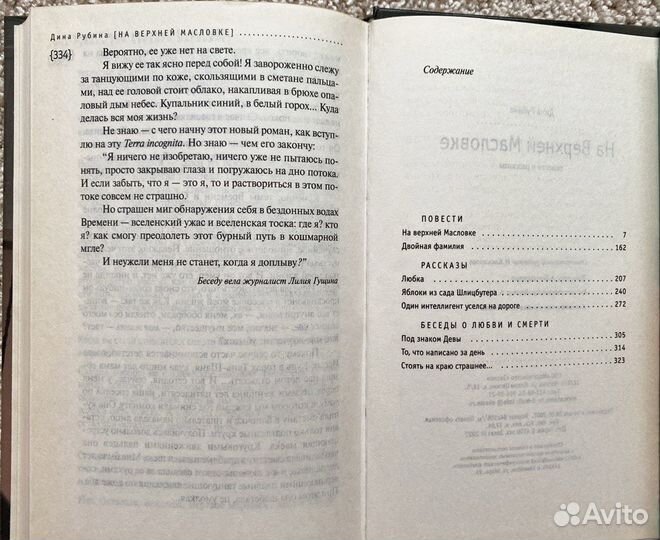 Дина Рубина [НА ВЕРХНЕЙ МАСЛОВКЕ]
{334}
Вероятно, ее уже нет на свете.
Я вижу ее так ясно перед собой! Я завороженно слежу
за танцующими по коже, скользящими в сметане пальца-
ми, над ее головой стоит облако, накапливая в брюхе опа-
ловый дым небес. Купальник синий, в белый горох... Куда
делась вся моя жизнь?
Не знаю — с чего начну этот новый роман, как вступ-
лю на эту Terra incognita. Но знаю — чем его закончу:
“Я ничего не изобретаю, ничего уже не пытаюсь по-
нять, просто закрываю глаза и погружаюсь на дно потока.
И если забыть, что я — это я, то и раствориться в этом по-
токе совсем не страшно.
Но страшен миг обнаружения себя в бездонных водах
Времени — вселенский ужас и вселенская тоска: где я? кто
я? как смогу преодолеть этот бурный путь в кошмарной
мгле?
И неужели меня не станет, когда я доплыву?”
Беседу вела журналист Лилия Гущина
Содержание
ПОВЕСТИ
На верхней Масловке 7
Двойная фамилия 162
РАССКАЗЫ
Любка 207
Яблоки из сада Шлицбутера 240
Один интеллигент уселся на дороге 272
БЕСЕДЫ О ЛЮБВИ И СМЕРТИ
Под знаком Девы 305
То, что написано за день 314
Стоять на краю страшнее... 323
Avito